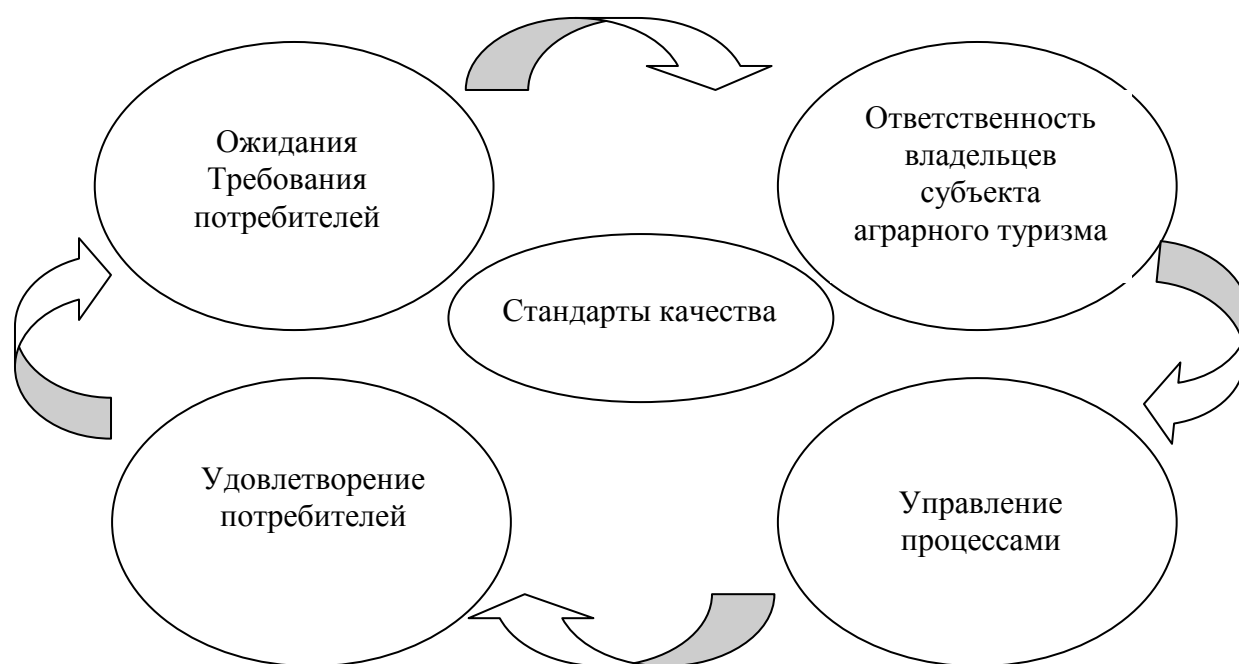 Ожидания
Требования
потребителей
Ответственность
владельцев
субъекта
аграрного туризма
Стандарты качества
Удовлетворение
потребителей
Управление
процессами